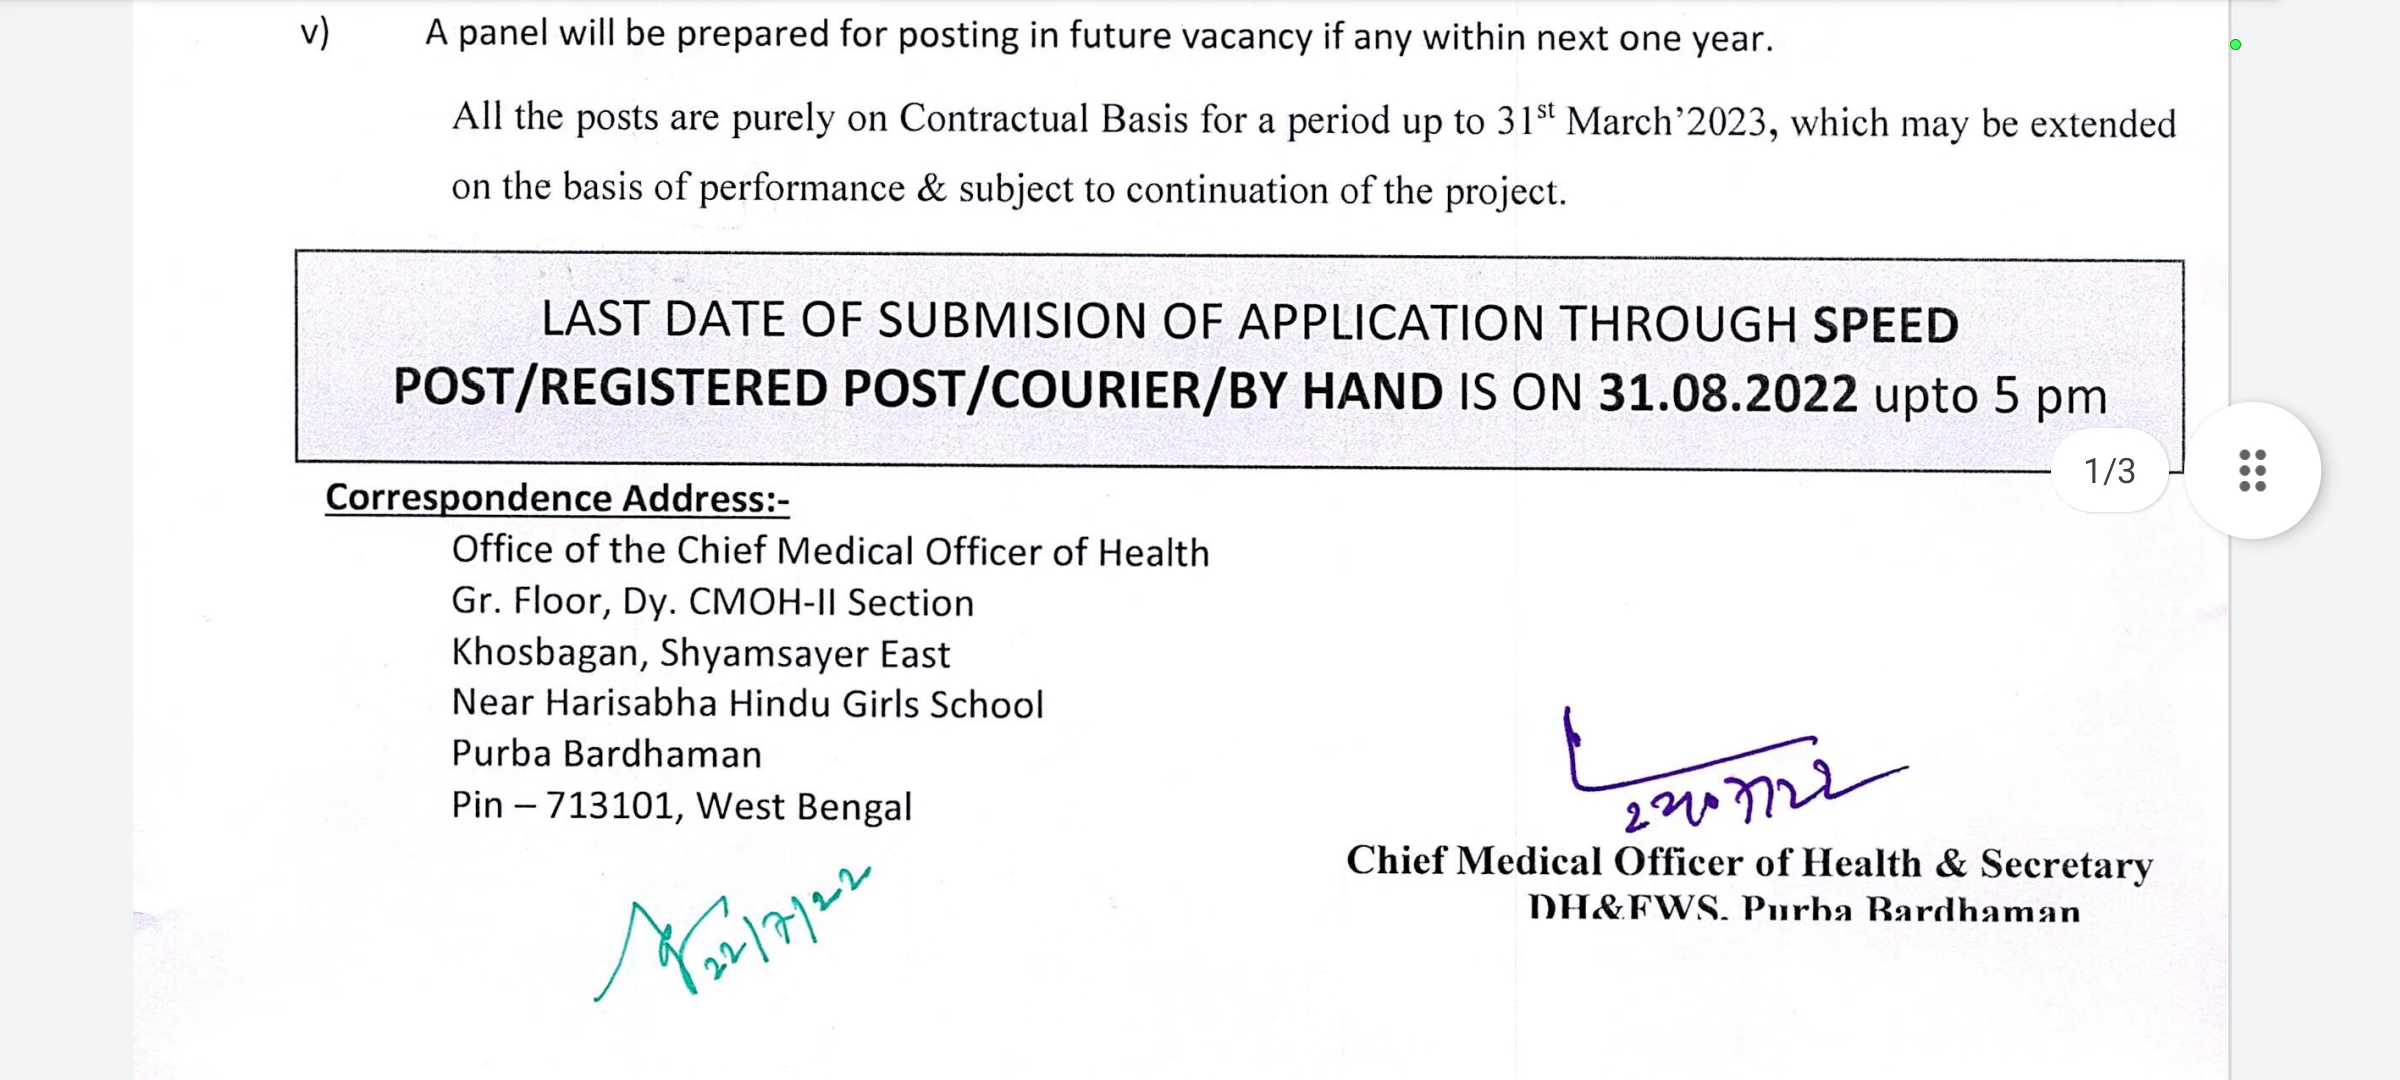 v) A panel will be prepared for posting in future vacancy if any within next one year.
All the posts are purely on Contractual Basis for a period up to 31st March’2023, which may be extended
on the basis of performance & subject to continuation of the project.
LAST DATE OF SUBMISION OF APPLICATION THROUGH SPEED
POST/REGISTERED POST/COURIER/BY HAND IS ON 31.08.2022 upto 5 pm
1/3
Correspondence Address:-
Office of the Chief Medical Officer of Health
Gr. Floor, Dy. CMOH-II Section
Khosbagan, Shyamsayer East
Near Harisabha Hindu Girls School
Purba Bardhaman
Pin – 713101, West Bengal
Chief Medical Officer of Health & Secretary
DH&FWS. Purba Bardhaman
22/7/22